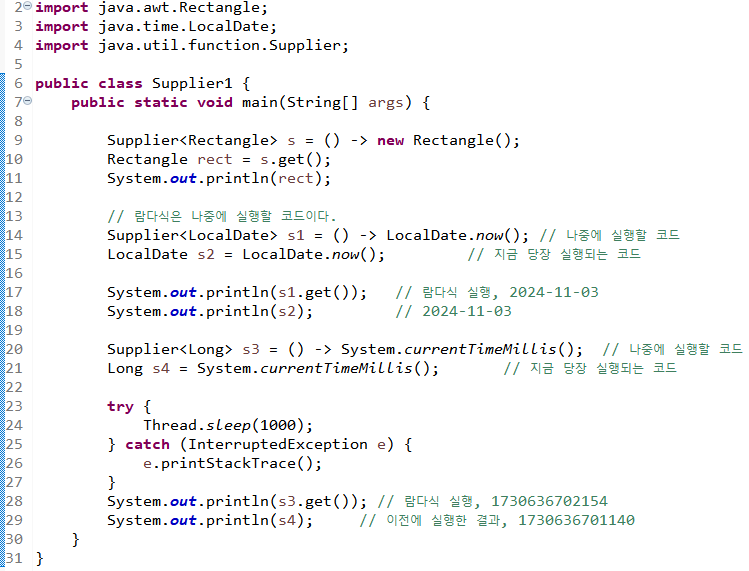 2 import java.awt.Rectangle;
3 import java.time.LocalDate;
4 import java.util.function.Supplier;
5
6 public class Supplier1 {
7     public static void main(String[] args) {
8
9         Supplier<Rectangle> s = () -> new Rectangle();
10         Rectangle rect = s.get();
11         System.out.println(rect);
12
13         // 람다식은 나중에 실행할 코드이다.
14         Supplier<LocalDate> s1 = () -> LocalDate.now(); // 나중에 실행할 코드
15         LocalDate s2 = LocalDate.now();         // 지금 당장 실행되는 코드
16
17         System.out.println(s1.get());   // 람다식 실행, 2024-11-03
18         System.out.println(s2);         // 2024-11-03
19
20         Supplier<Long> s3 = () -> System.currentTimeMillis();  // 나중에 실행할 코드
21         Long s4 = System.currentTimeMillis();       // 지금 당장 실행되는 코드
22
23         try {
24             Thread.sleep(1000);
25         } catch (InterruptedException e) {
26             e.printStackTrace();
27         }
28         System.out.println(s3.get()); // 람다식 실행, 1730636702154
29         System.out.println(s4);     // 이전에 실행한 결과, 1730636701140
30     }
31 }